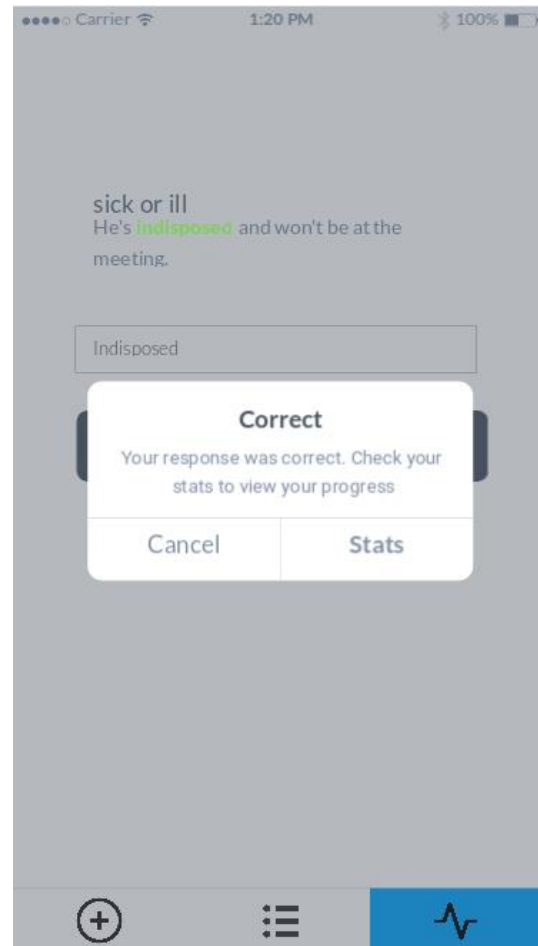 Carrier 1:20 PM 100%
sick or ill
He's indisposed and won't be at the
meeting.
Indisposed
Correct
Your response was correct. Check your
stats to view your progress
Cancel Stats